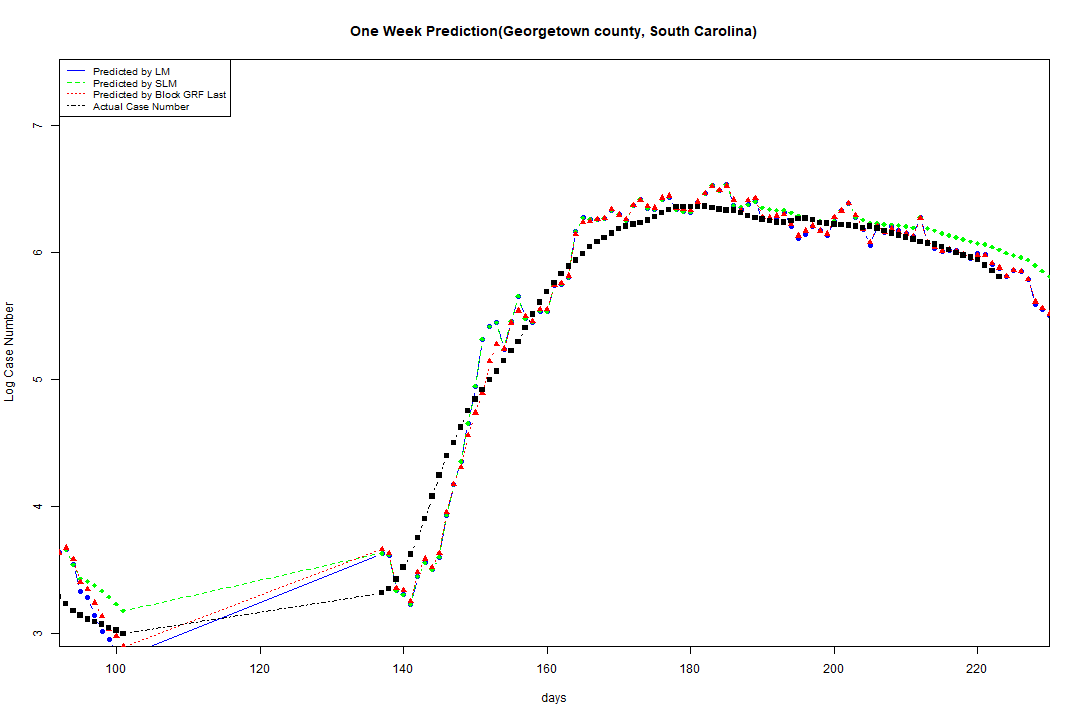 One Week Prediction(Georgetown county, South Carolina)
Predicted by LM
Predicted by SLM
Predicted by Block GRF Last
Actual Case Number
7
6
5
4
3
Log Case Number
100 120 140 160 180 200 220
days